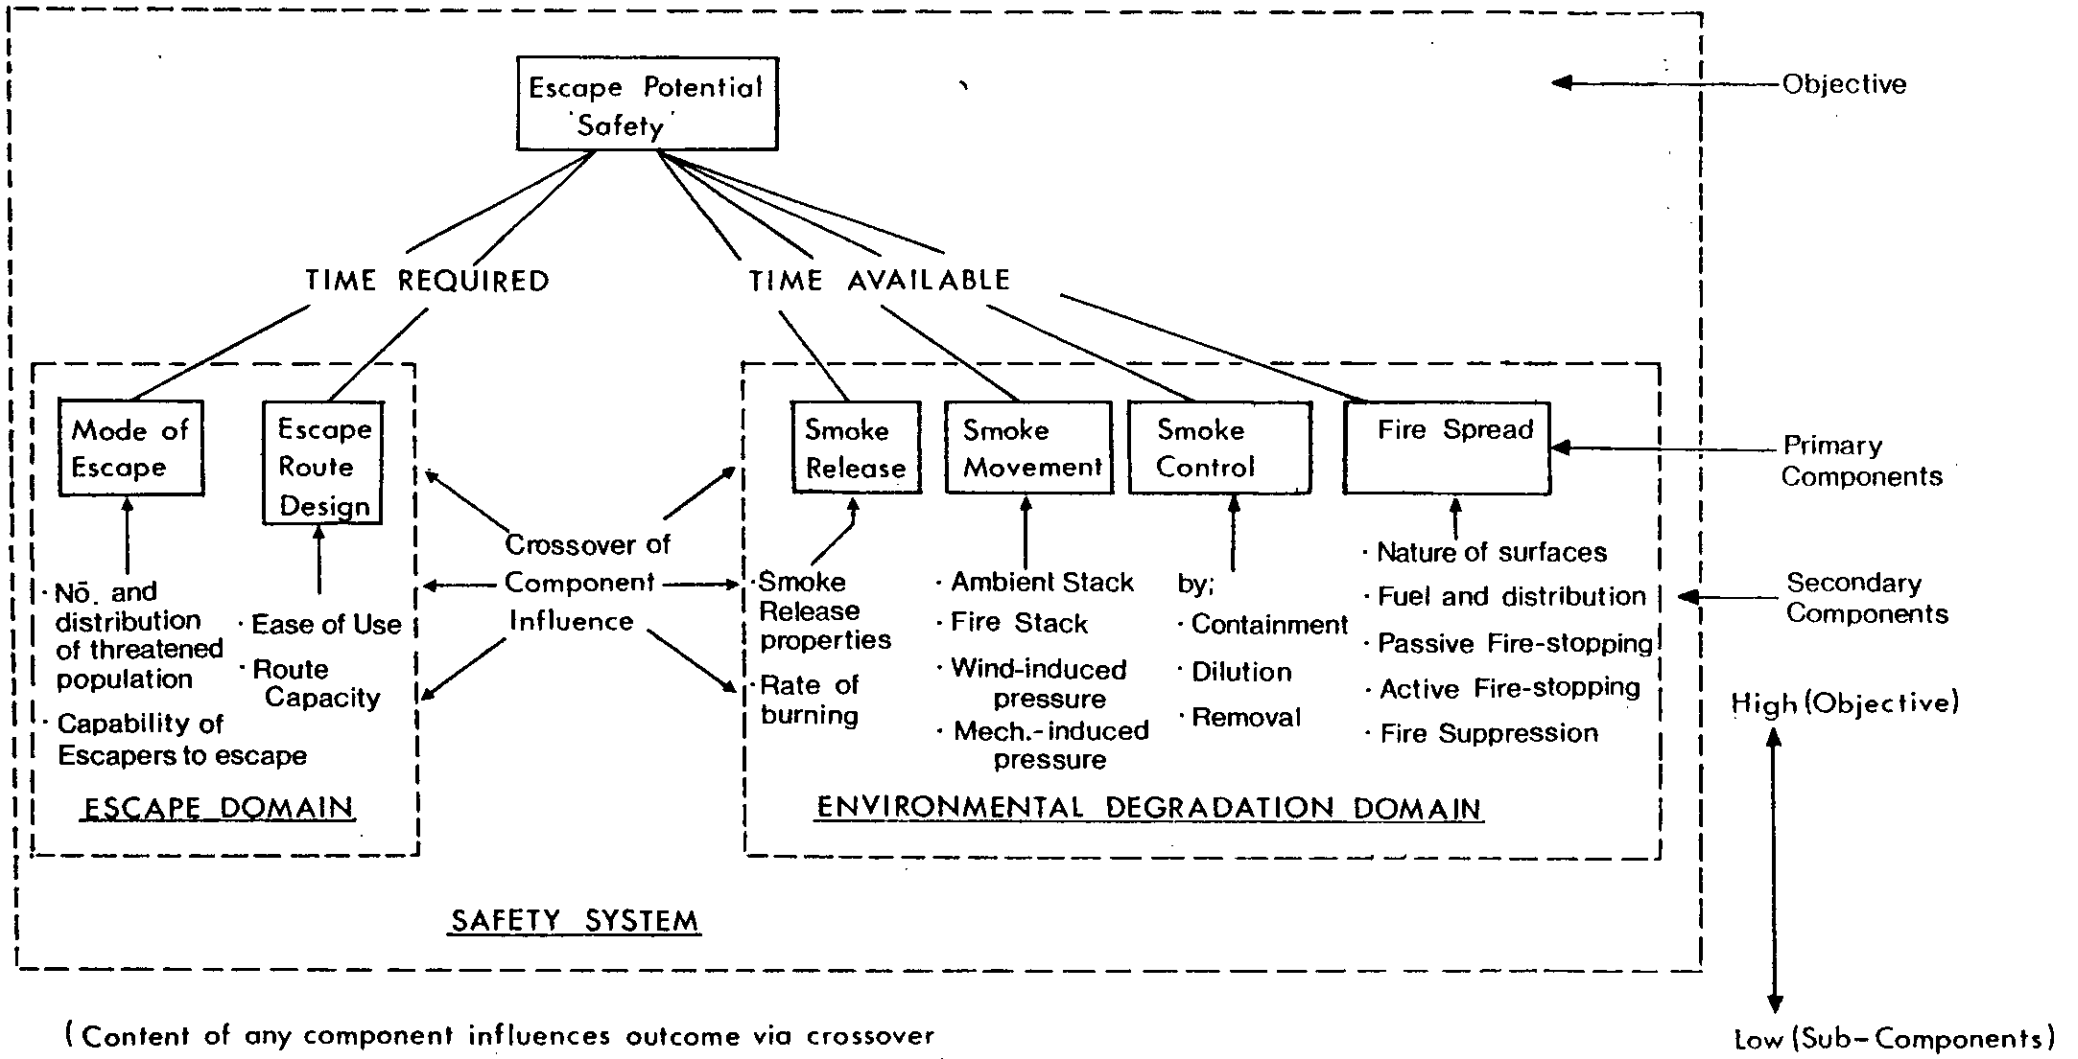 Escape Potential
'Safety'
Objective
TIME REQUIRED
TIME AVAILABLE
Mode of
Escape
Escape
Route
Design
Smoke
Release
Smoke
Movement
Smoke
Control
Fire Spread
Primary
Components
Crossover of
Component
Influence
· Nō. and
distribution
of threatened
population
· Capability of
Escapers to escape
· Ease of Use
· Route
Capacity
· Smoke
Release
properties
· Rate of
burning
· Ambient Stack
· Fire Stack
· Wind-induced
pressure
· Mech.-induced
pressure
by;
· Containment
· Dilution
· Removal
· Nature of surfaces
· Fuel and distribution
· Passive Fire-stopping
· Active Fire-stopping
· Fire Suppression
Secondary
Components
ESCAPE DOMAIN
ENVIRONMENTAL DEGRADATION DOMAIN
SAFETY SYSTEM
High (Objective)
Low (Sub-Components)
(Content of any component influences outcome via crossover